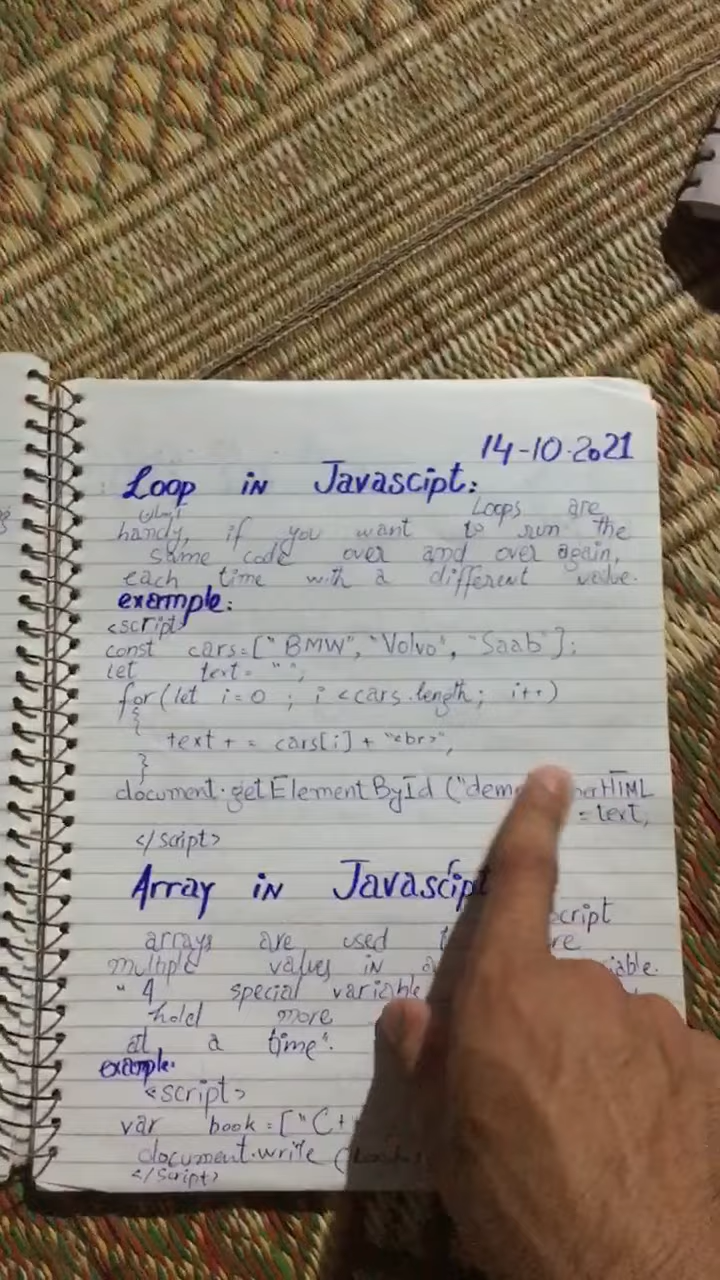 14-10-2021
Loop in Javascipt:
Loops are
handy, if you want to run the
same code over and over again,
each time with a different value.
example:
<script>
const cars=["BMW", "Volvo", "Saab"];
let text= "";
for(let i=0 ; i <cars.length; i++)
{
text + = cars[i] + "<br>",
}
document.getElementById ("dem HTML
=text,
</script>
Array in Javascipt
arrays are used
multiple values in
special variable
hold more
at a time".
example:
<script>
var book =["C+
document.write (
</script>